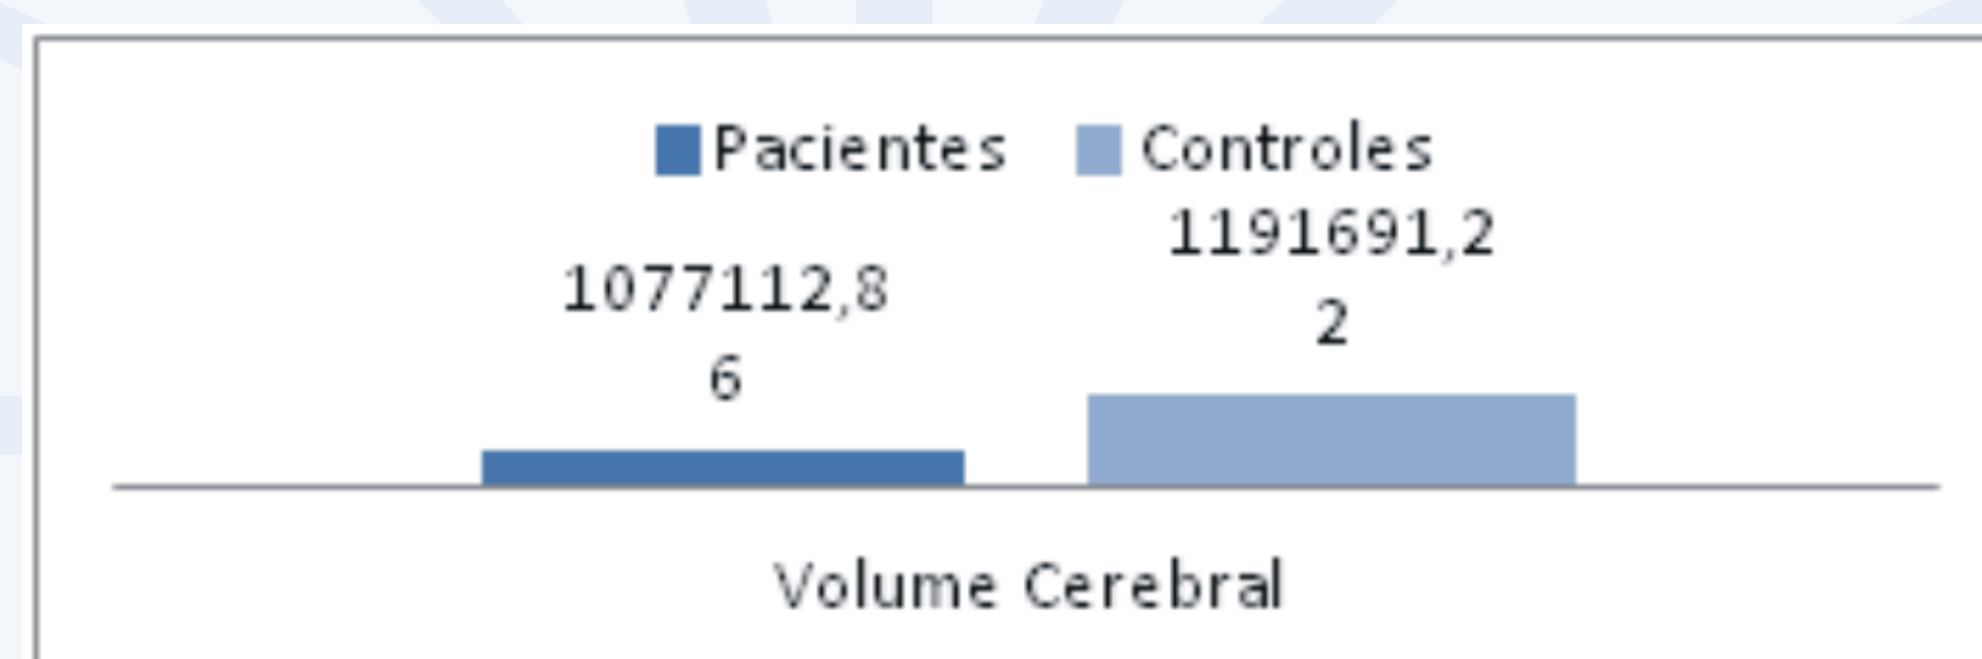 Pacientes Controles
1191691,2
2
1077112,8
6
Volume Cerebral